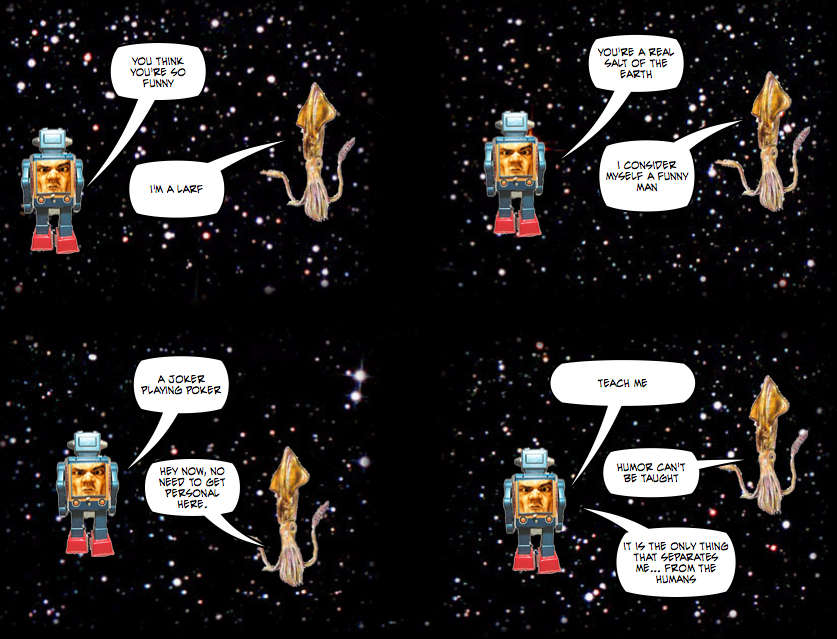 YOU THINK
YOU'RE SO
FUNNY
I'M A LARF
YOU'RE A REAL
SALT OF THE
EARTH
I CONSIDER
MYSELF A FUNNY
MAN
A JOKER
PLAYING POKER
HEY NOW, NO
NEED TO GET
PERSONAL
HERE.
TEACH ME
HUMOR CAN'T
BE TAUGHT
IT IS THE ONLY THING
THAT SEPARATES
ME... FROM THE
HUMANS